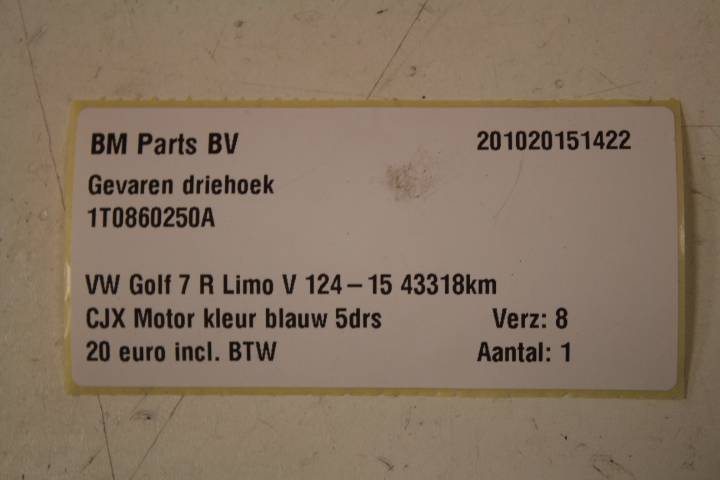 BM Parts BV 201020151422
Gevaren driehoek
1T0860250A
VW Golf 7 R Limo V 124 – 15 43318km
CJX Motor kleur blauw 5drs Verz: 8
20 euro incl. BTW Aantal: 1